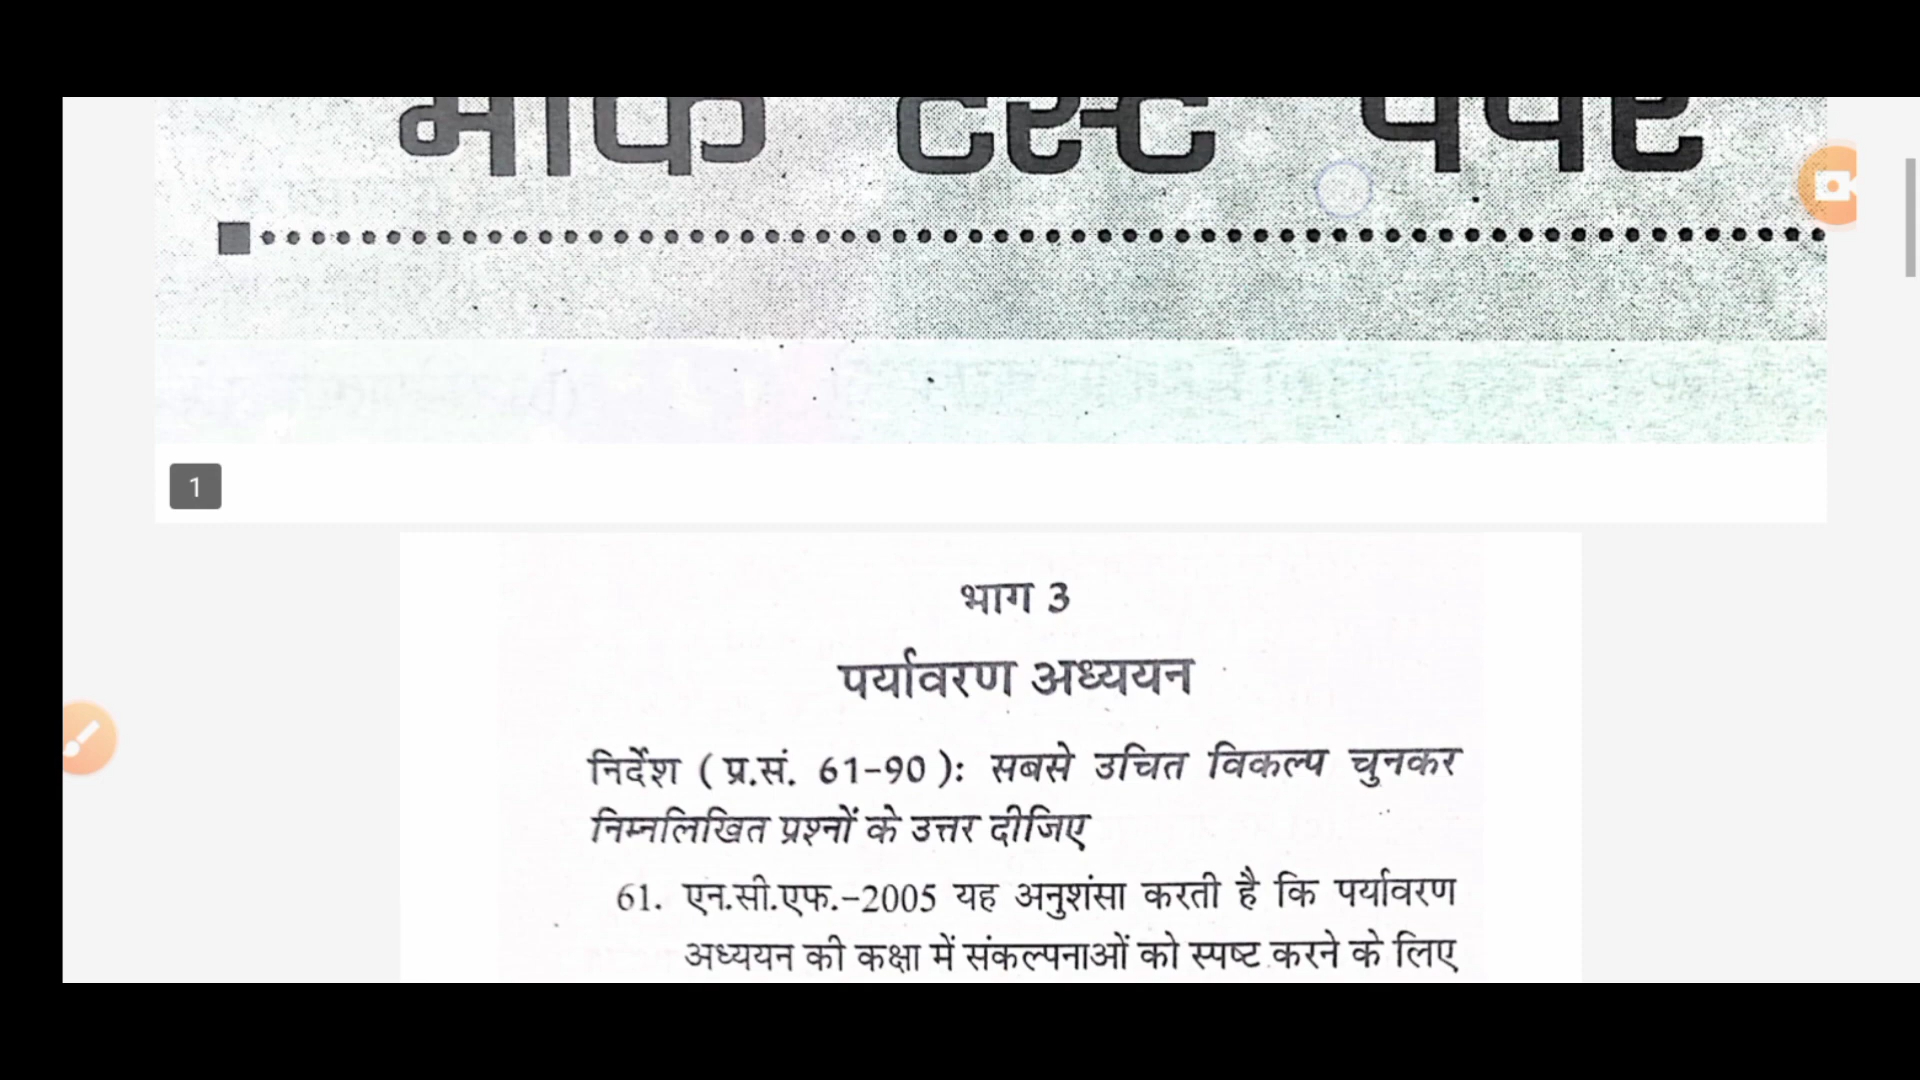 मॉक टेस्ट पेपर
1
भाग 3
पर्यावरण अध्ययन
निर्देश ( प्र.सं. 61-90 ): सबसे उचित विकल्प चुनकर
निम्नलिखित प्रश्नों के उत्तर दीजिए
61. एन.सी.एफ.-2005 यह अनुशंसा करती है कि पर्यावरण
अध्ययन की कक्षा में संकल्पनाओं को स्पष्ट करने के लिए